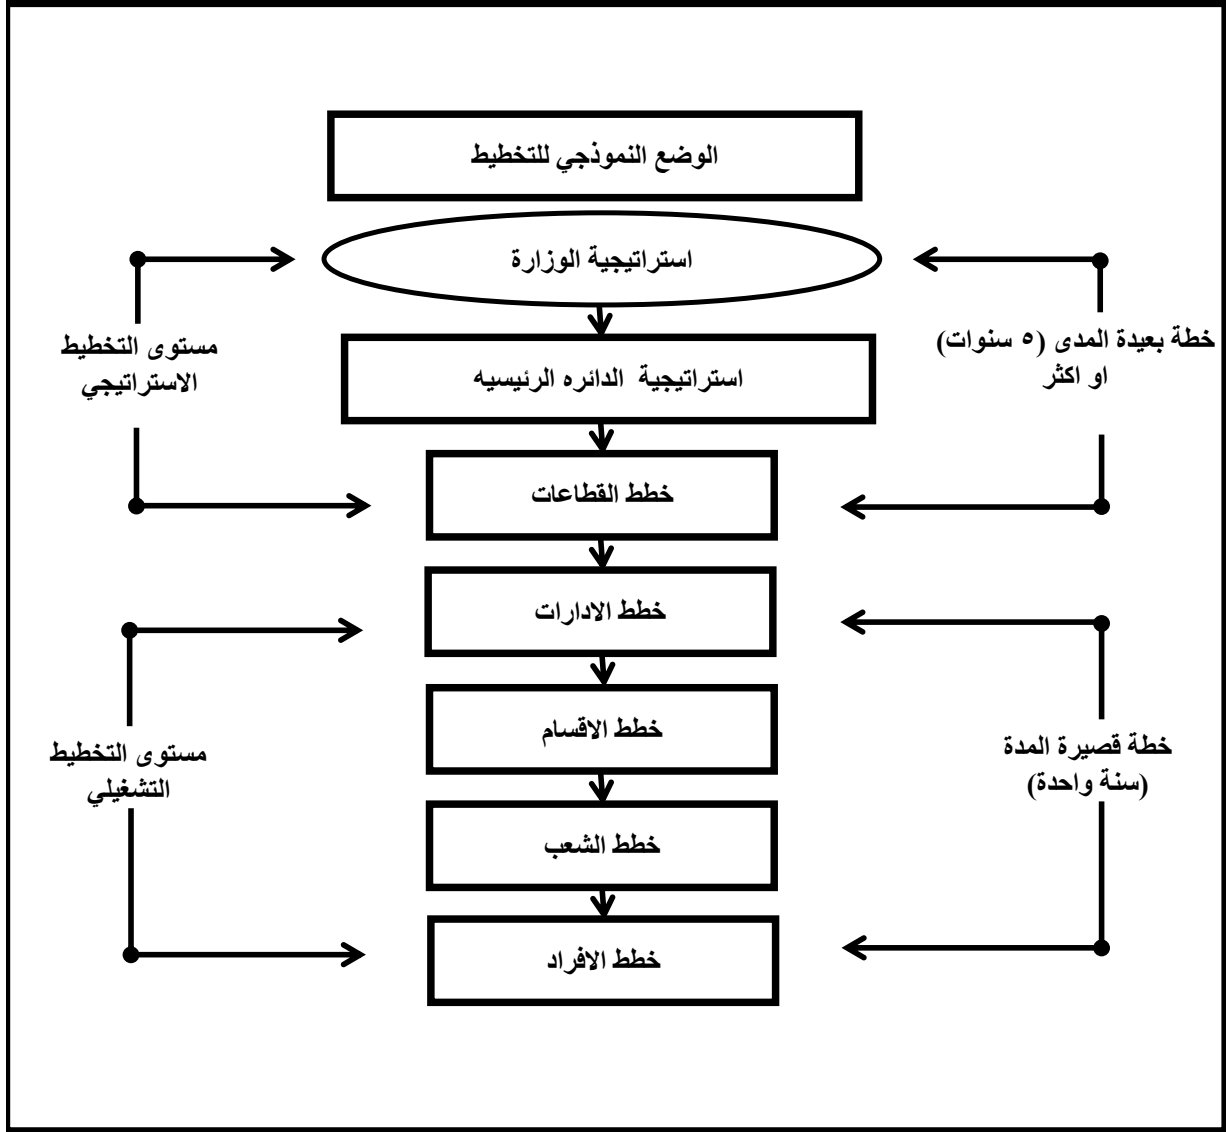 الوضع النموذجي للتخطيط
استراتيجية الوزارة
خطة بعيدة المدى (٥ سنوات)
او اكثر
مستوى التخطيط
الاستراتيجي
استراتيجية الدائره الرئيسيه
خطط القطاعات
خطط الادارات
خطط الاقسام
خطة قصيرة المدة
(سنة واحدة)
مستوى التخطيط
التشغيلي
خطط الشعب
خطط الافراد